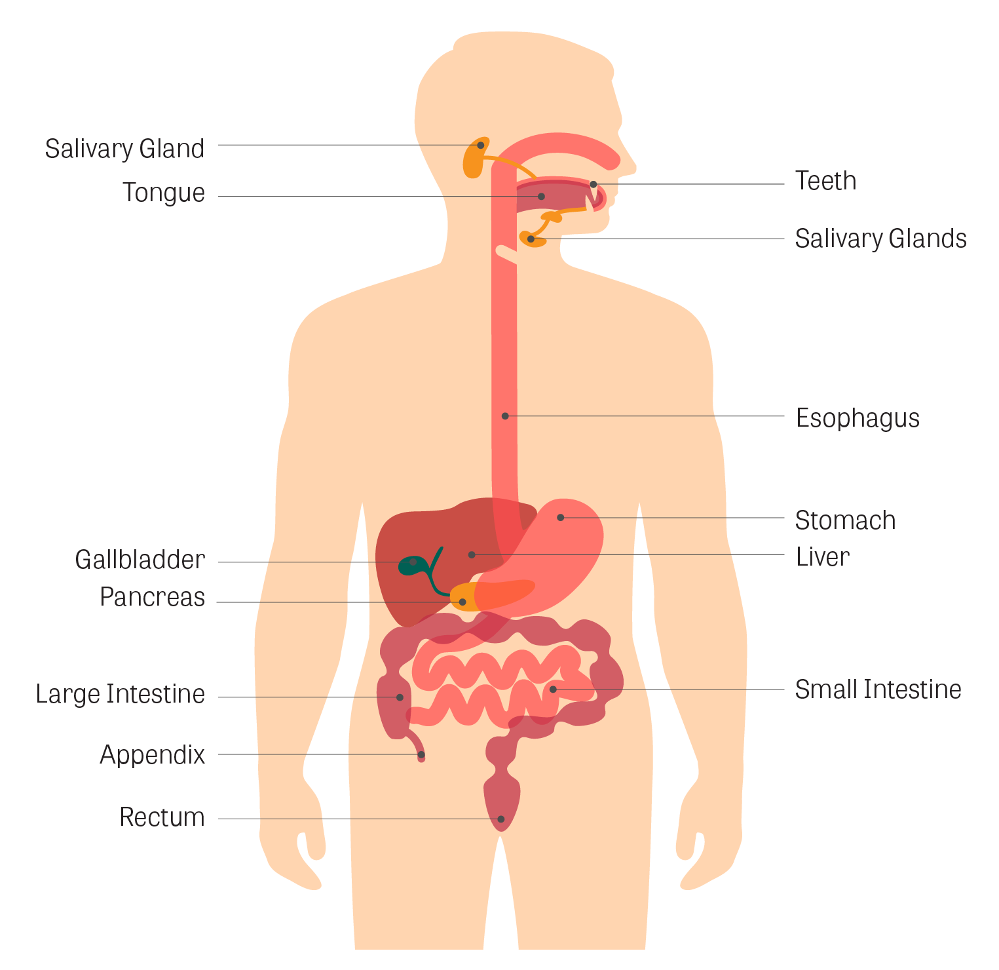 Salivary Gland
Tongue
Gallbladder
Pancreas
Large Intestine
Appendix
Rectum
Teeth
Salivary Glands
Esophagus
Stomach
Liver
Small Intestine